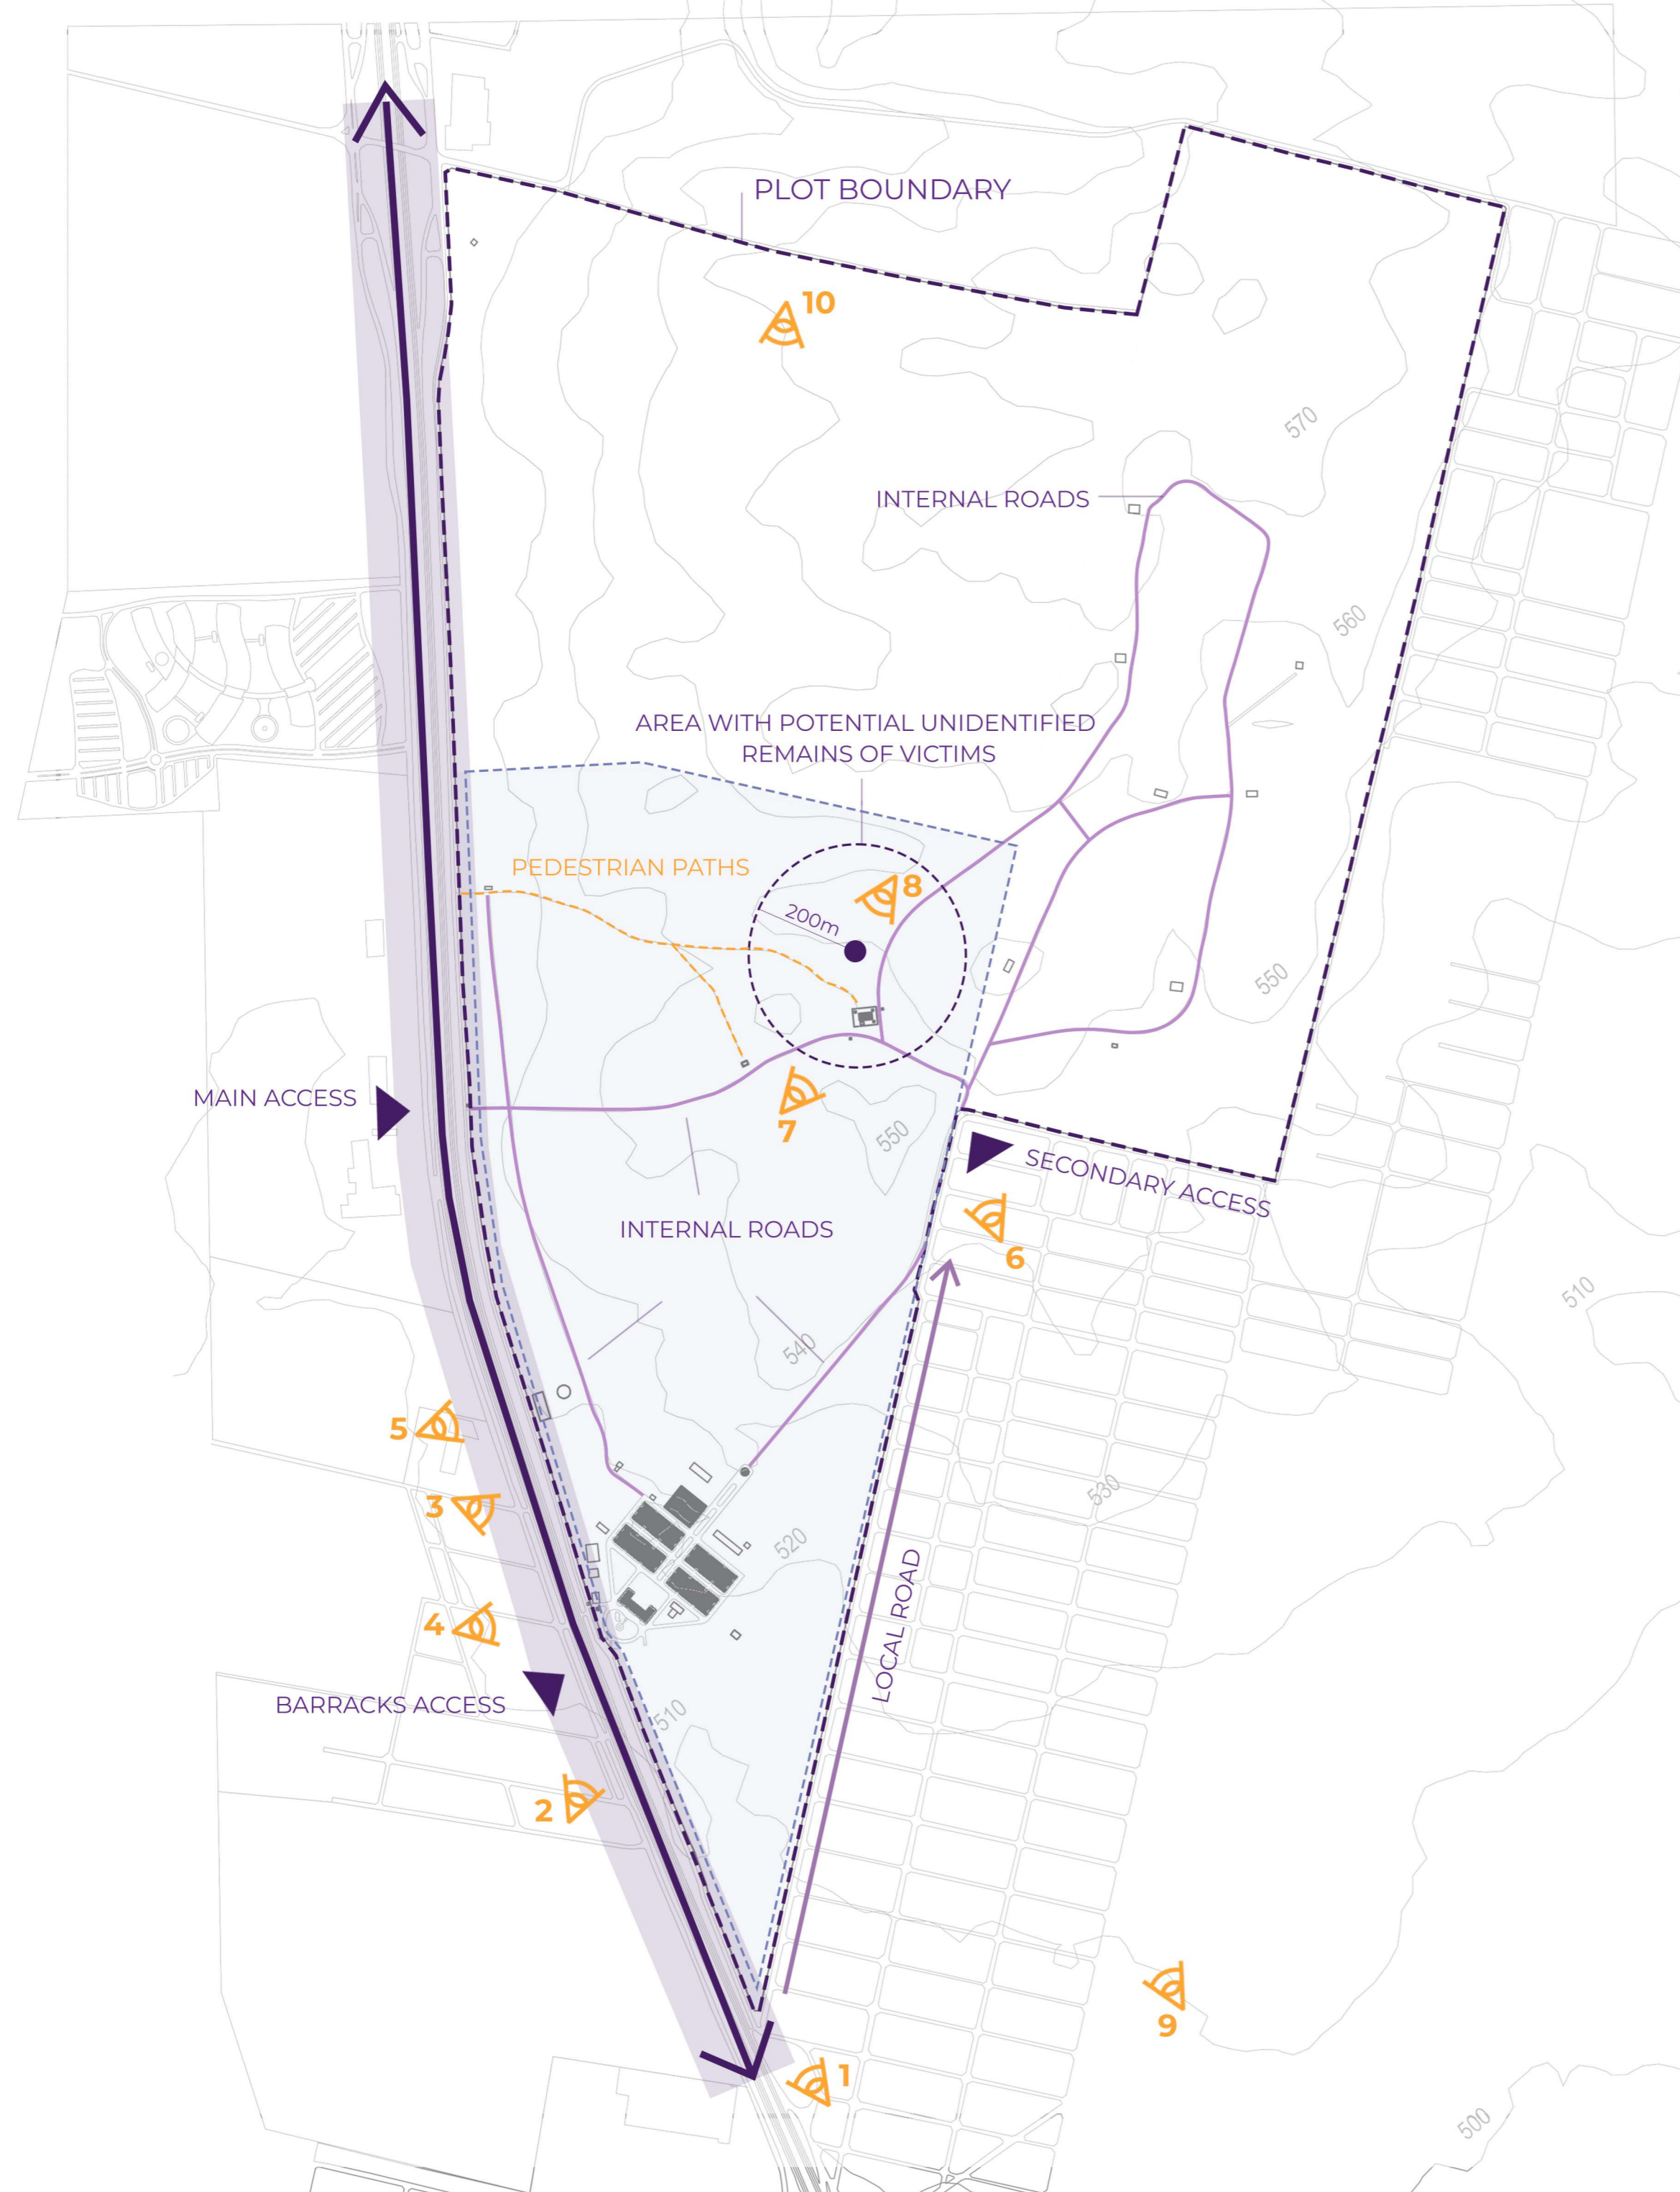 PLOT BOUNDARY
10
570
INTERNAL ROADS
560
AREA WITH POTENTIAL UNIDENTIFIED
REMAINS OF VICTIMS
PEDESTRIAN PATHS
8
200m
550
MAIN ACCESS
7
550
SECONDARY ACCESS
INTERNAL ROADS
6
510
540
5
3
530
520
4
LOCAL ROAD
BARRACKS ACCESS
510
2
9
1
500